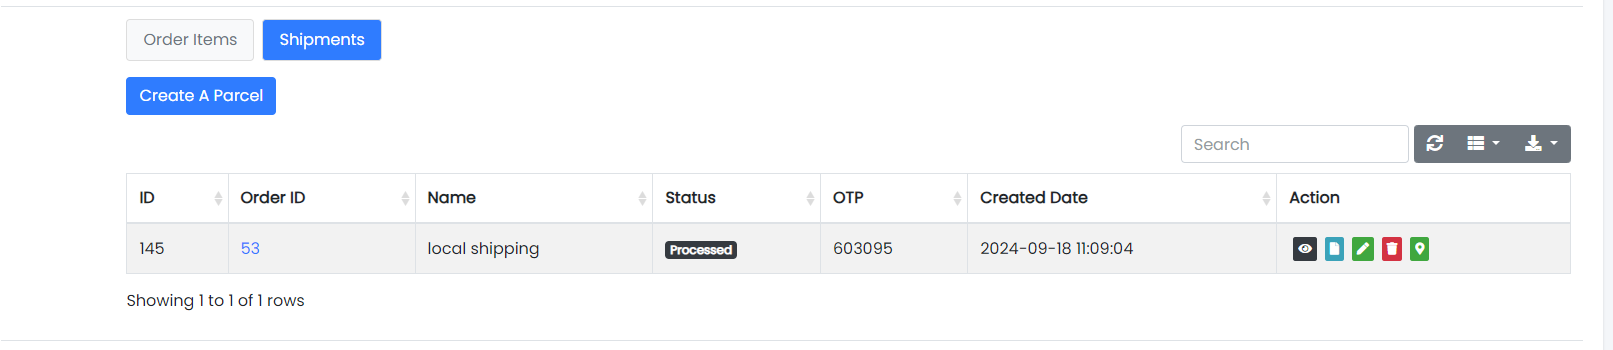 Order Items Shipments
Create A Parcel
Search
ID Order ID Name Status OTP Created Date Action
145 53 local shipping Processed 603095 2024-09-18 11:09:04
Showing 1 to 1 of 1 rows